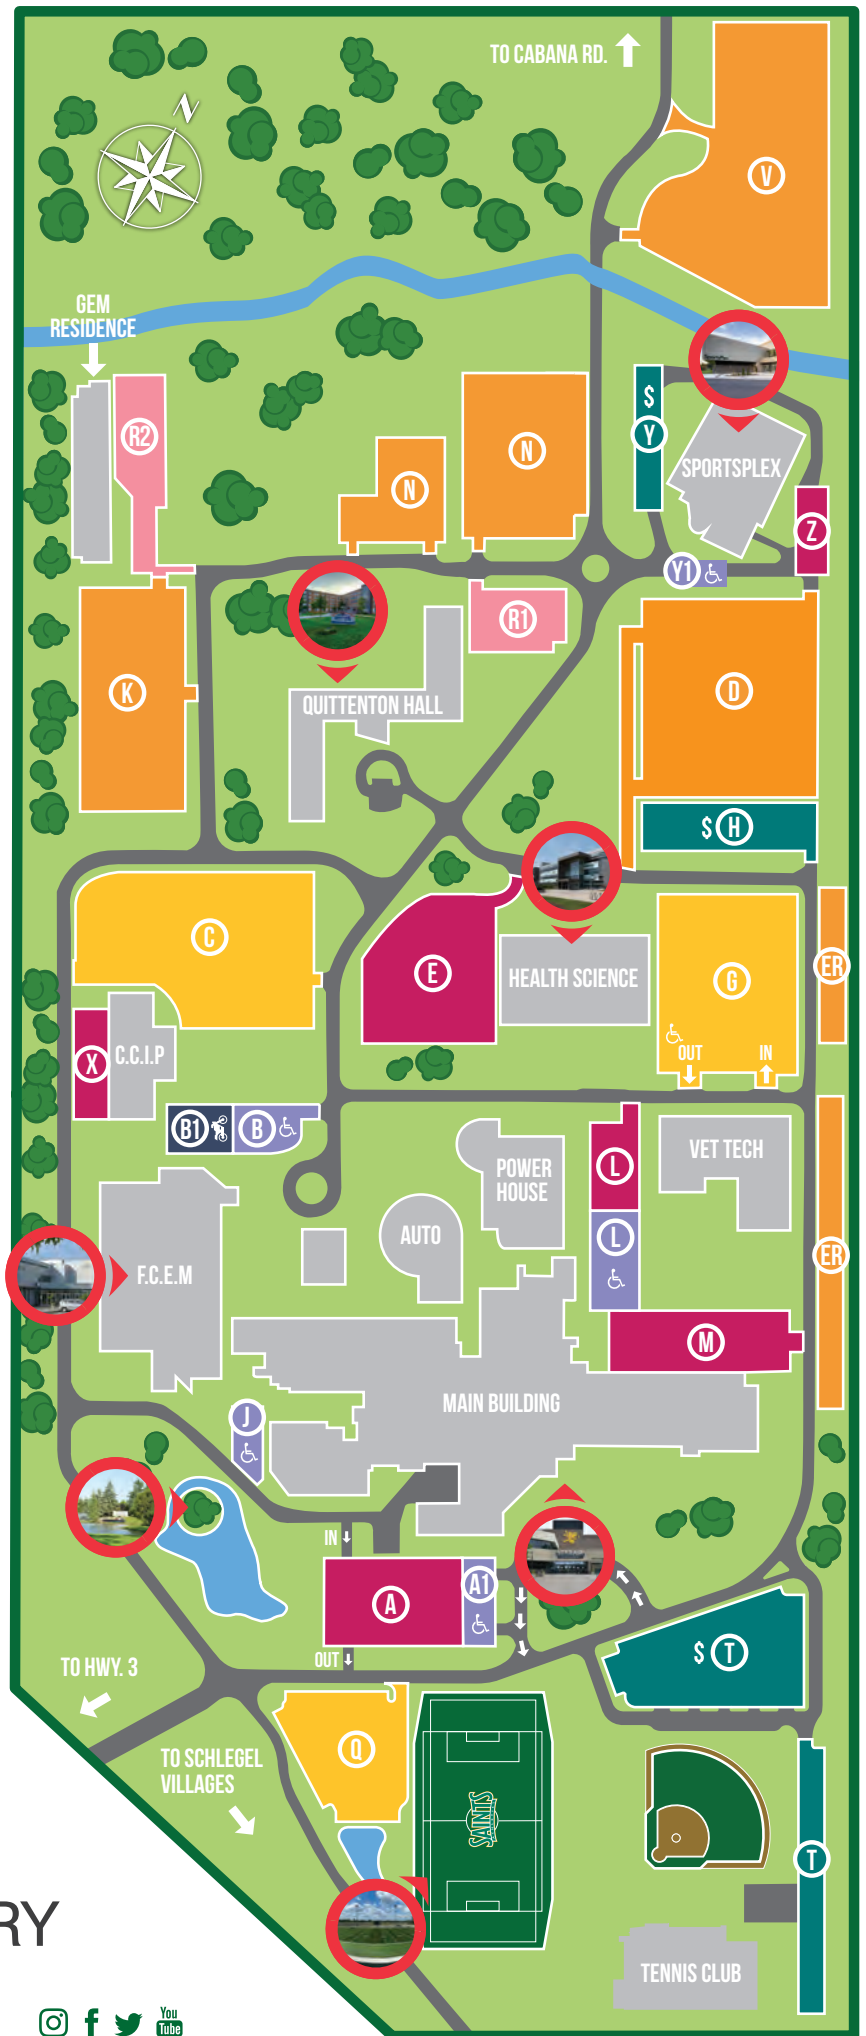 TO CABANA RD.
N
V
GEM
RESIDENCE
R2
N
N
$
Y
SPORTSPLEX
Z
Y1
R1
K
QUITTENTON HALL
D
$ H
C
E
HEALTH SCIENCE
G
OUT
IN
ER
X
C.C.I.P
B1
B
POWER
HOUSE
L
VET TECH
L
AUTO
ER
F.C.E.M
M
MAIN BUILDING
J
IN
A
A1
OUT
$ T
TO HWY. 3
Q
TO SCHLEGEL
VILLAGES
SAINTS
T
RY
TENNIS CLUB
f
You
Tube